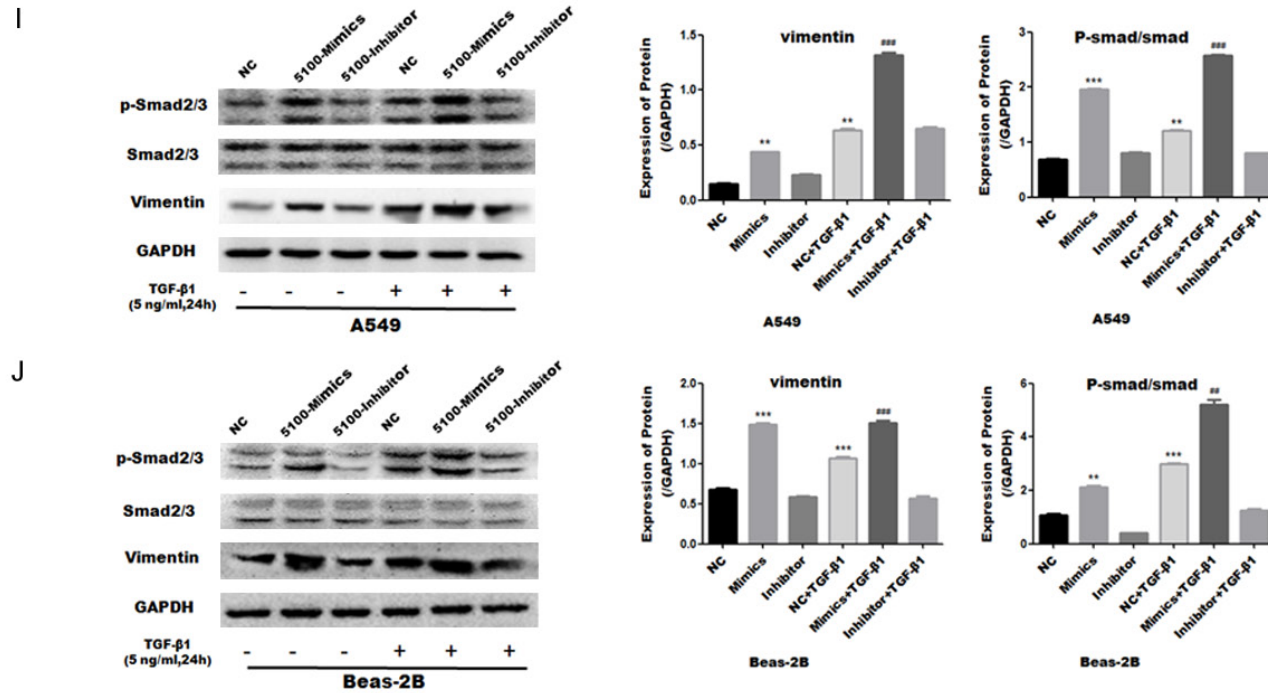 I
NC
5100-Mimics
5100-Inhibitor
NC
5100-Mimics
5100-Inhibitor
p-Smad2/3
Smad2/3
Vimentin
GAPDH
TGF-β1
(5 ng/ml,24h)
- - - + + +
A549
vimentin
Expression of Protein
(/GAPDH)
1.5
1.0
0.5
0.0
**
**
###
NC
Mimics
Inhibitor
NC+TGF-β1
Mimics+TGF-β1
Inhibitor+TGF-β1
A549
P-smad/smad
Expression of Protein
(/GAPDH)
3
2
1
0
***
**
###
NC
Mimics
Inhibitor
NC+TGF-β1
Mimics+TGF-β1
Inhibitor+TGF-β1
A549
J
NC
5100-Mimics
5100-Inhibitor
NC
5100-Mimics
5100-Inhibitor
p-Smad2/3
Smad2/3
Vimentin
GAPDH
TGF-β1
(5 ng/ml,24h)
- - - + + +
Beas-2B
vimentin
Expression of Protein
(/GAPDH)
2.0
1.5
1.0
0.5
0.0
***
***
###
NC
Mimics
Inhibitor
NC+TGF-β1
Mimics+TGF-β1
Inhibitor+TGF-β1
Beas-2B
P-smad/smad
Expression of Protein
(/GAPDH)
6
4
2
0
**
***
##
NC
Mimics
Inhibitor
NC+TGF-β1
Mimics+TGF-β1
Inhibitor+TGF-β1
Beas-2B